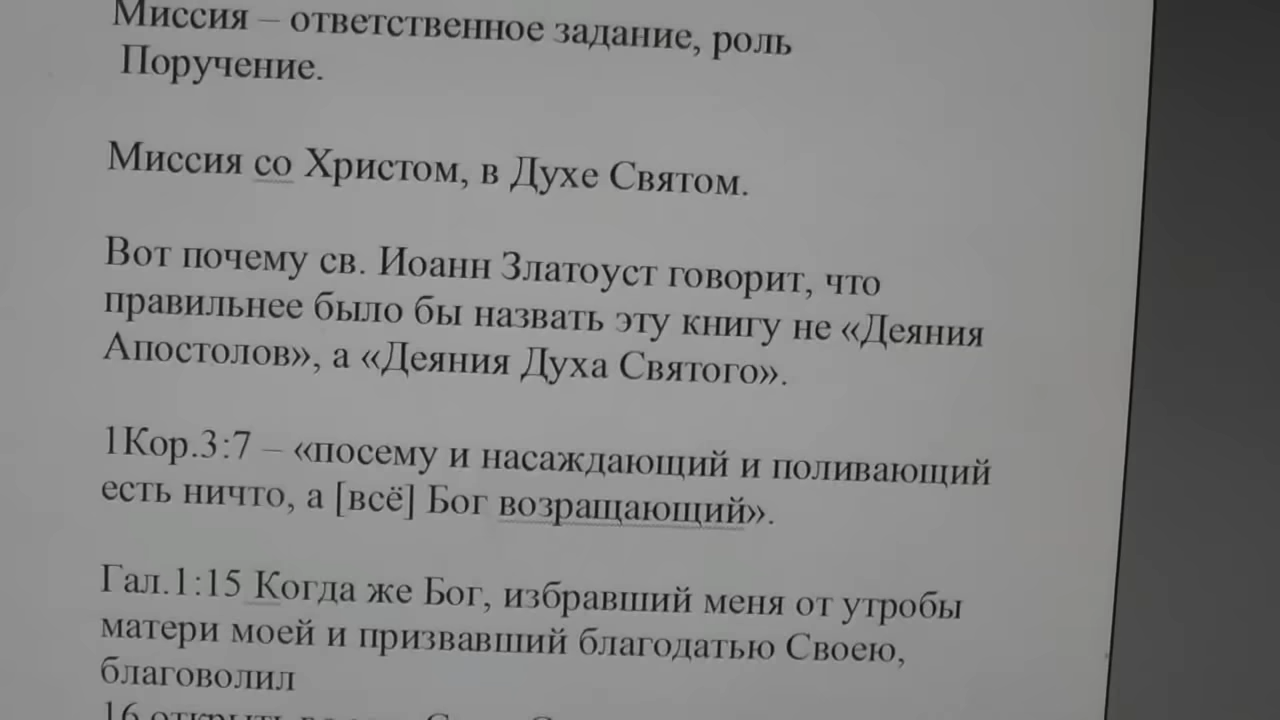 Миссия – ответственное задание, роль
Поручение.
Миссия со Христом, в Духе Святом.
Вот почему св. Иоанн Златоуст говорит, что
правильнее было бы назвать эту книгу не «Деяния
Апостолов», а «Деяния Духа Святого».
1Кор.3:7 – «посему и насаждающий и поливающий
есть ничто, а [всё] Бог возращающий».
Гал.1:15 Когда же Бог, избравший меня от утробы
матери моей и призвавший благодатью Своею,
благоволил
16 открыть